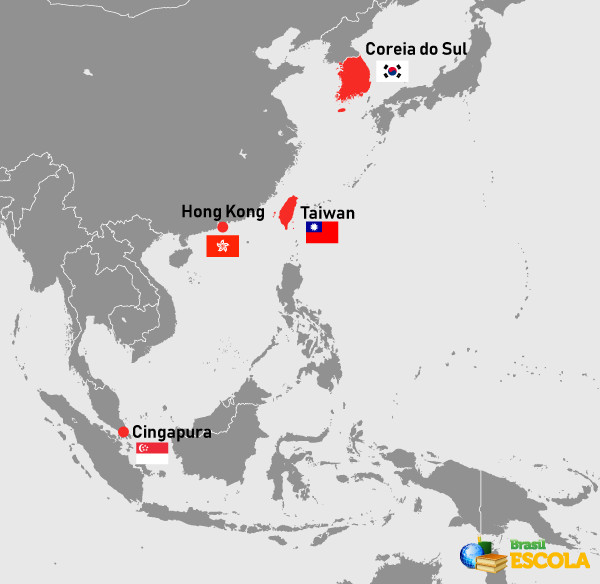 Coreia do Sul
Hong Kong
Taiwan
Cingapura
Brasil
ESCOLA